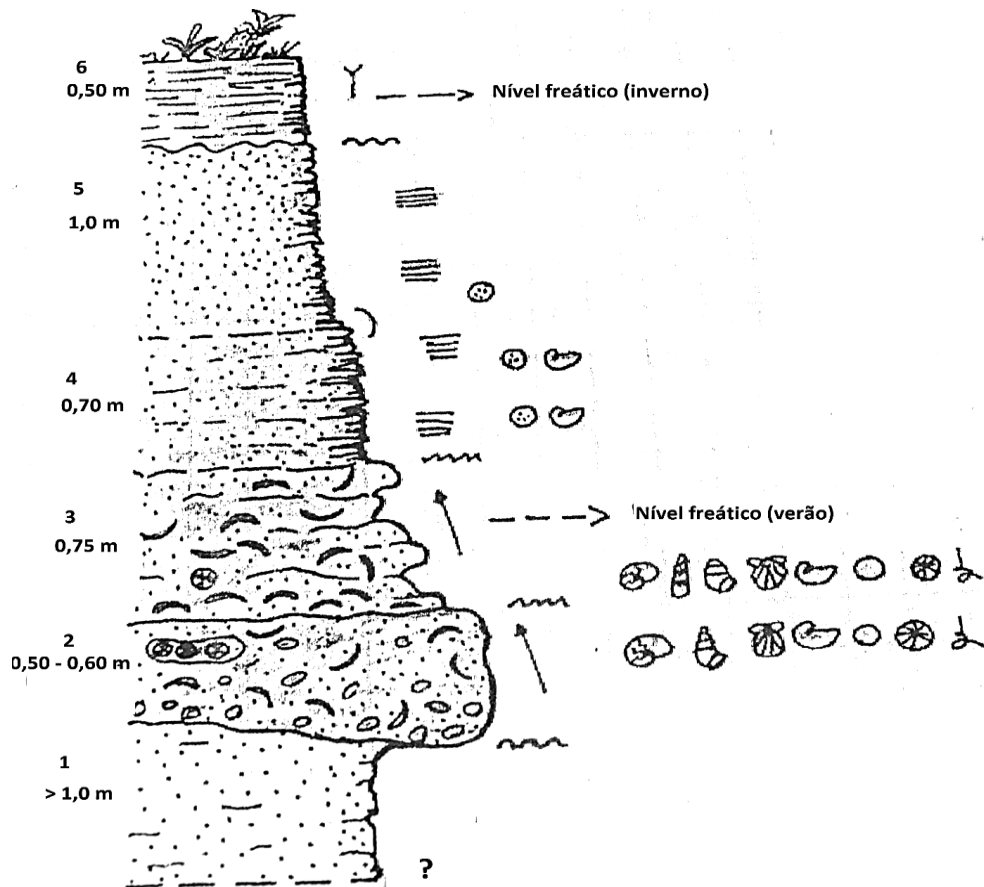 6
0,50 m
Nível freático (inverno)
5
1,0 m
4
0,70 m
3
0,75 m
Nível freático (verão)
2
0,50 - 0,60 m
1
> 1,0 m
?